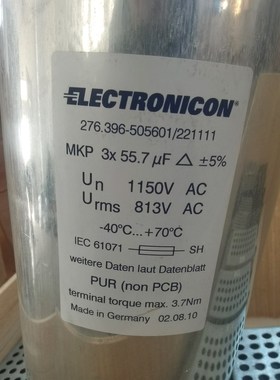 ELECTRONICON®
276.396-505601/221111
MKP 3x 55.7 µF △ ±5%
Un 1150V AC
Urms 813V AC
-40°C...+70°C
IEC 61071 SH
weitere Daten laut Datenblatt
PUR (non PCB)
terminal torque max. 3.7Nm
Made in Germany 02.08.10